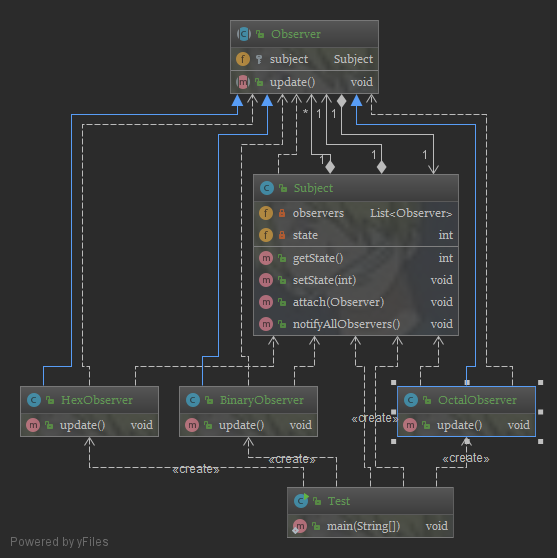 Observer
subject Subject
update() void
* 1 1
1 1 1
Subject
observers List<Observer>
state int
getState() int
setState(int) void
attach(Observer) void
notifyAllObservers() void
HexObserver
update() void
BinaryObserver
update() void
OctalObserver
update() void
«create»
«create»
«create»
«create»
Test
main(String[]) void
Powered by yFiles